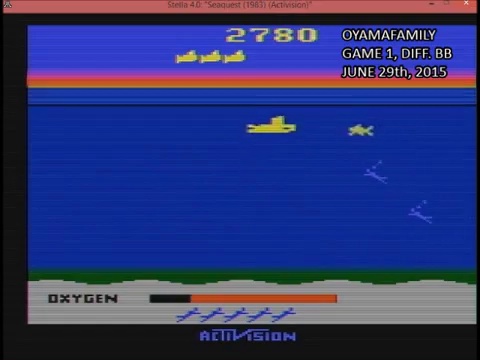 Stella 4.0: "Seaquest (1983) (Activision)"
2780
OYAMAFAMILY
GAME 1, DIFF. BB
JUNE 29th, 2015
OXYGEN
ACTIVISION